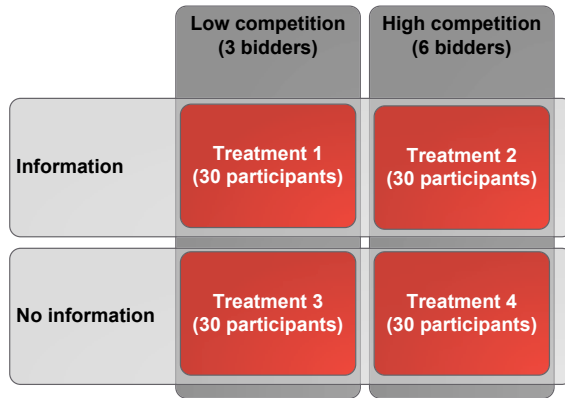 Low competition
(3 bidders)
High competition
(6 bidders)
Information
Treatment 1
(30 participants)
Treatment 2
(30 participants)
No information
Treatment 3
(30 participants)
Treatment 4
(30 participants)